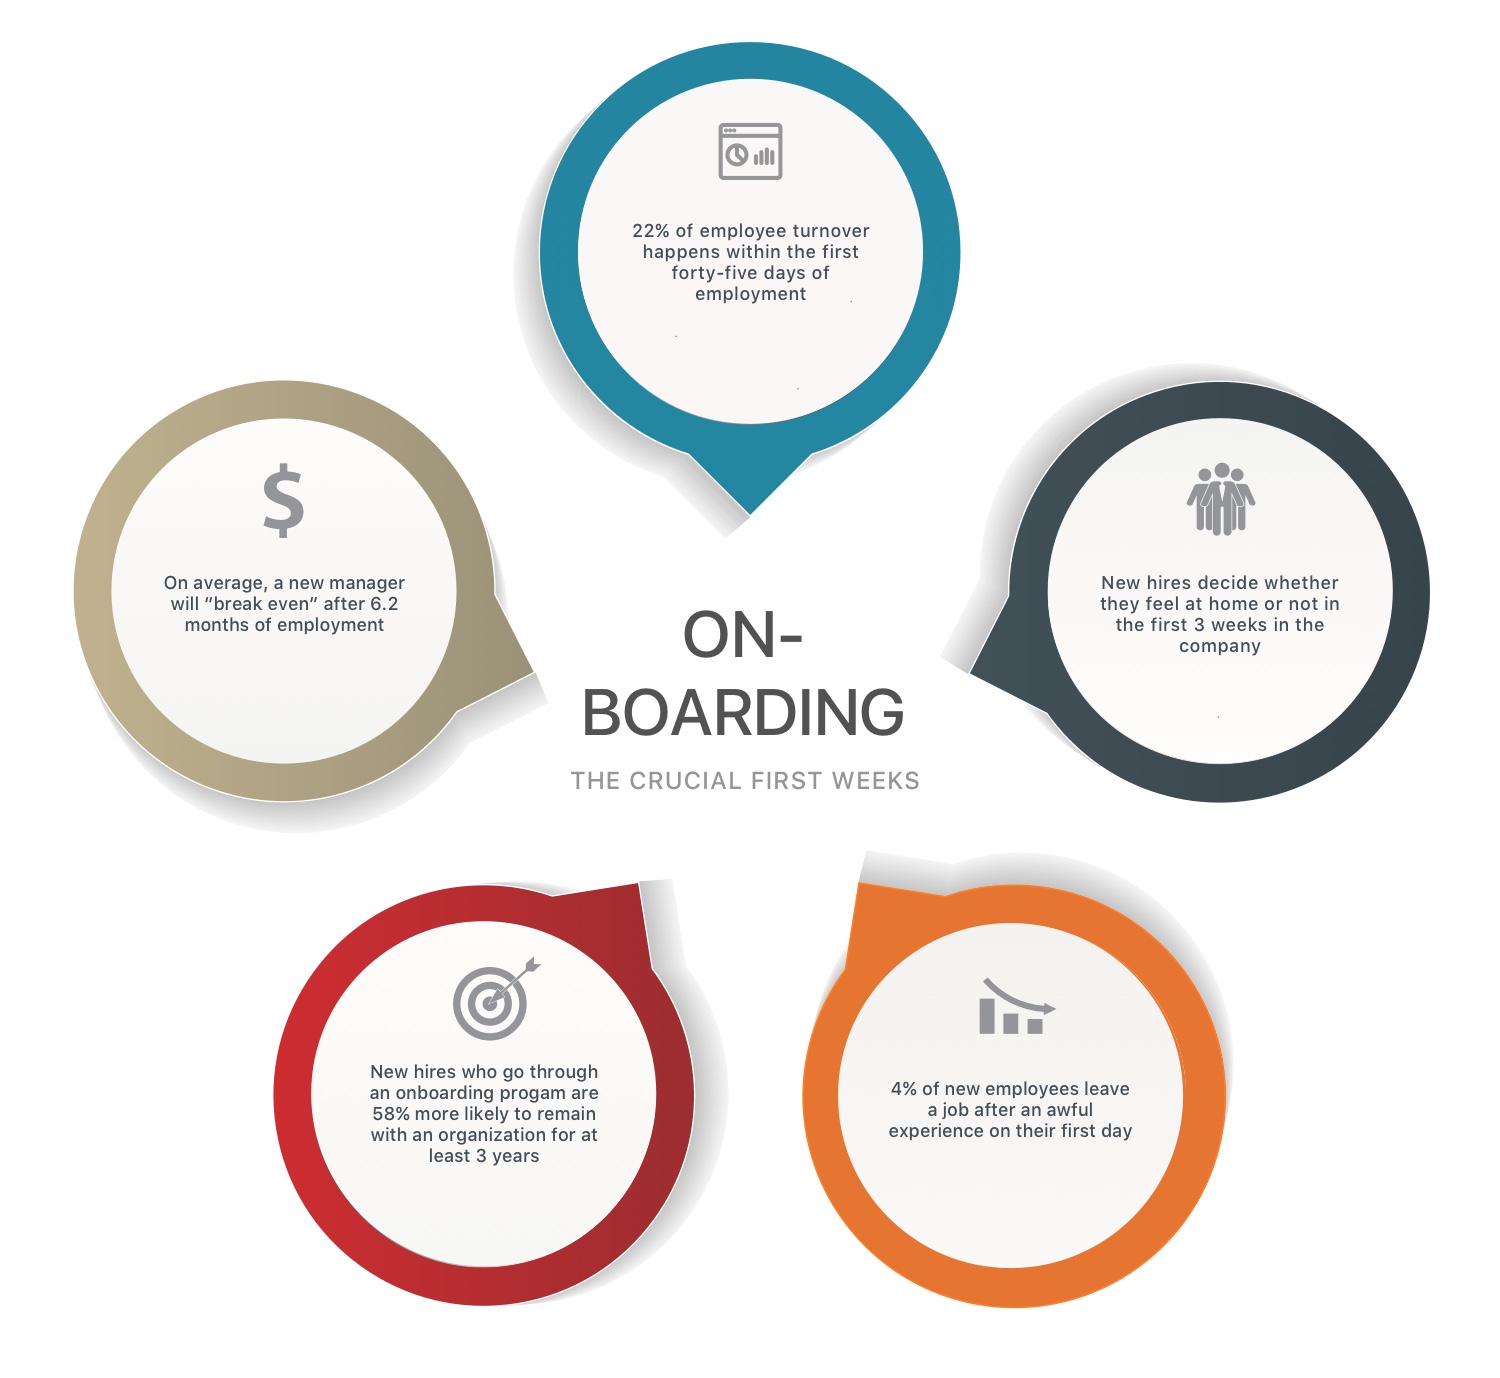 22% of employee turnover
happens within the first
forty-five days of
employment
On average, a new manager
will “break even” after 6.2
months of employment
New hires decide whether
they feel at home or not in
the first 3 weeks in the
company
ON-
BOARDING
THE CRUCIAL FIRST WEEKS
New hires who go through
an onboarding progam are
58% more likely to remain
with an organization for at
least 3 years
4% of new employees leave
a job after an awful
experience on their first day